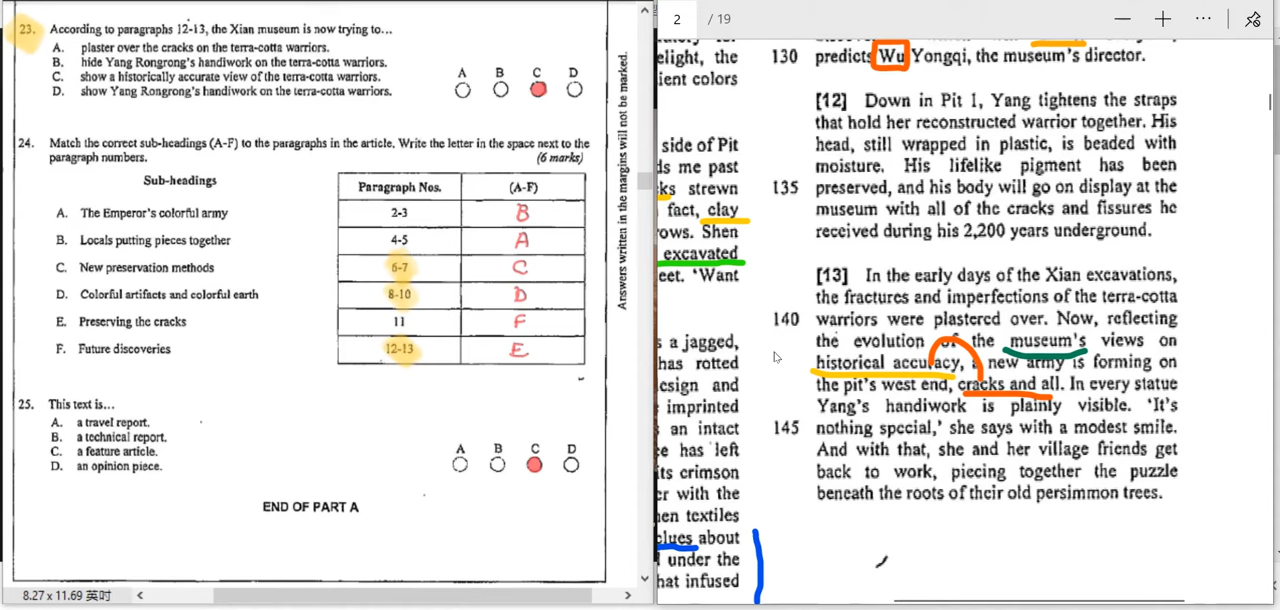 23. According to paragraphs 12-13, the Xian museum is now trying to...
A. plaster over the cracks on the terra-cotta warriors.
B. hide Yang Rongrong's handiwork on the terra-cotta warriors.
C. show a historically accurate view of the terra-cotta warriors.
D. show Yang Rongrong's handiwork on the terra-cotta warriors.
A B C D
24. Match the correct sub-headings (A-F) to the paragraphs in the article. Write the letter in the space next to the
paragraph numbers. (6 marks)
Sub-headings
A. The Emperor's colorful army
B. Locals putting pieces together
C. New preservation methods
D. Colorful artifacts and colorful earth
E. Preserving the cracks
F. Future discoveries
Paragraph Nos. (A-F)
2-3 B
4-5 A
6-7 C
8-10 D
11 F
12-13 E
25. This text is...
A. a travel report.
B. a technical report.
C. a feature article.
D. an opinion piece.
A B C D
END OF PART A
Answers written in the margins will not be marked.
8.27 x 11.69 英吋
2 / 19
elight, the
ient colors
side of Pit
ds me past
ks strewn
fact, clay
ows. Shen
excavated
eet. 'Want
s a jagged,
has rotted
esign and
imprinted
an intact
e has left
its crimson
er with the
hen textiles
clues about
under the
hat infused
130 predicts Wu Yongqi, the museum's director.
[12] Down in Pit 1, Yang tightens the straps
that hold her reconstructed warrior together. His
head, still wrapped in plastic, is beaded with
moisture. His lifelike pigment has been
135 preserved, and his body will go on display at the
museum with all of the cracks and fissures he
received during his 2,200 years underground.
[13] In the early days of the Xian excavations,
the fractures and imperfections of the terra-cotta
140 warriors were plastered over. Now, reflecting
the evolution of the museum's views on
historical accuracy, a new army is forming on
the pit's west end, cracks and all. In every statue
Yang's handiwork is plainly visible. 'It's
145 nothing special,' she says with a modest smile.
And with that, she and her village friends get
back to work, piecing together the puzzle
beneath the roots of their old persimmon trees.